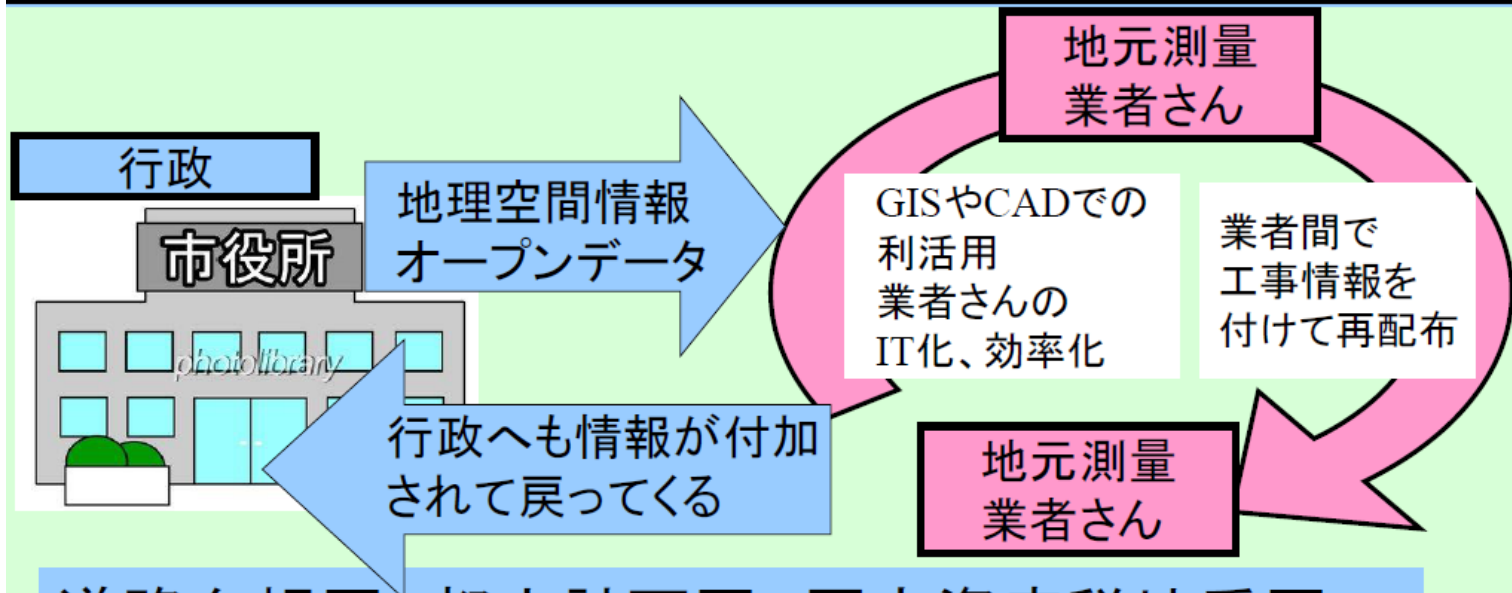 地元測量
業者さん
行政
市役所
photolibrary
地理空間情報
オープンデータ
GISやCADでの
利活用
業者さんの
IT化、効率化
業者間で
工事情報を
付けて再配布
行政へも情報が付加
されて戻ってくる
地元測量
業者さん